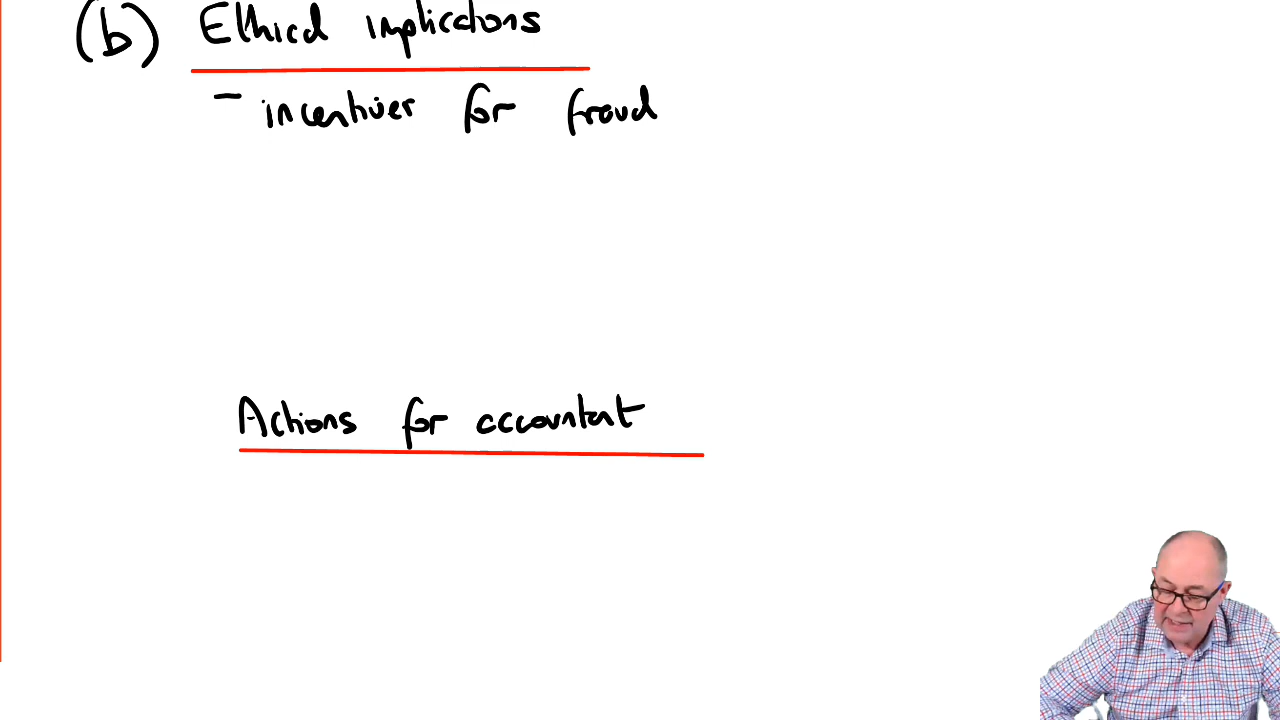 (b) Ethical implications
- incentives for fraud
Actions for accountant